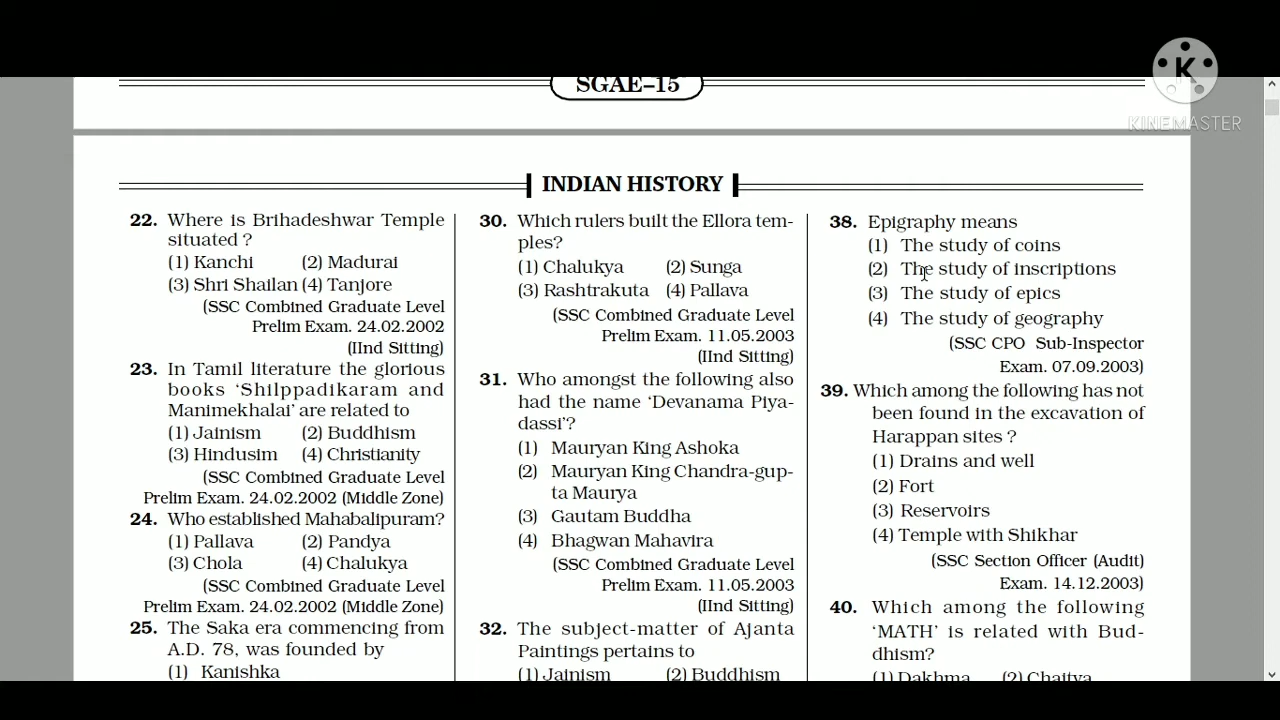 SGAE–15
K
KINEMASTER
INDIAN HISTORY
22. Where is Brihadeshwar Temple
situated ?
(1) Kanchi (2) Madurai
(3) Shri Shailan (4) Tanjore
(SSC Combined Graduate Level
Prelim Exam. 24.02.2002
(IInd Sitting)
23. In Tamil literature the glorious
books ‘Shilppadikaram and
Manimekhalai’ are related to
(1) Jainism (2) Buddhism
(3) Hindusim (4) Christianity
(SSC Combined Graduate Level
Prelim Exam. 24.02.2002 (Middle Zone)
24. Who established Mahabalipuram?
(1) Pallava (2) Pandya
(3) Chola (4) Chalukya
(SSC Combined Graduate Level
Prelim Exam. 24.02.2002 (Middle Zone)
25. The Saka era commencing from
A.D. 78, was founded by
(1) Kanishka
30. Which rulers built the Ellora tem-
ples?
(1) Chalukya (2) Sunga
(3) Rashtrakuta (4) Pallava
(SSC Combined Graduate Level
Prelim Exam. 11.05.2003
(IInd Sitting)
31. Who amongst the following also
had the name ‘Devanama Piya-
dassi’?
(1) Mauryan King Ashoka
(2) Mauryan King Chandra-gup-
ta Maurya
(3) Gautam Buddha
(4) Bhagwan Mahavira
(SSC Combined Graduate Level
Prelim Exam. 11.05.2003
(IInd Sitting)
32. The subject-matter of Ajanta
Paintings pertains to
(1) Jainism (2) Buddhism
38. Epigraphy means
(1) The study of coins
(2) The study of inscriptions
(3) The study of epics
(4) The study of geography
(SSC CPO Sub-Inspector
Exam. 07.09.2003)
39. Which among the following has not
been found in the excavation of
Harappan sites ?
(1) Drains and well
(2) Fort
(3) Reservoirs
(4) Temple with Shikhar
(SSC Section Officer (Audit)
Exam. 14.12.2003)
40. Which among the following
‘MATH’ is related with Bud-
dhism?
(1) Dakhma (2) Chaitya